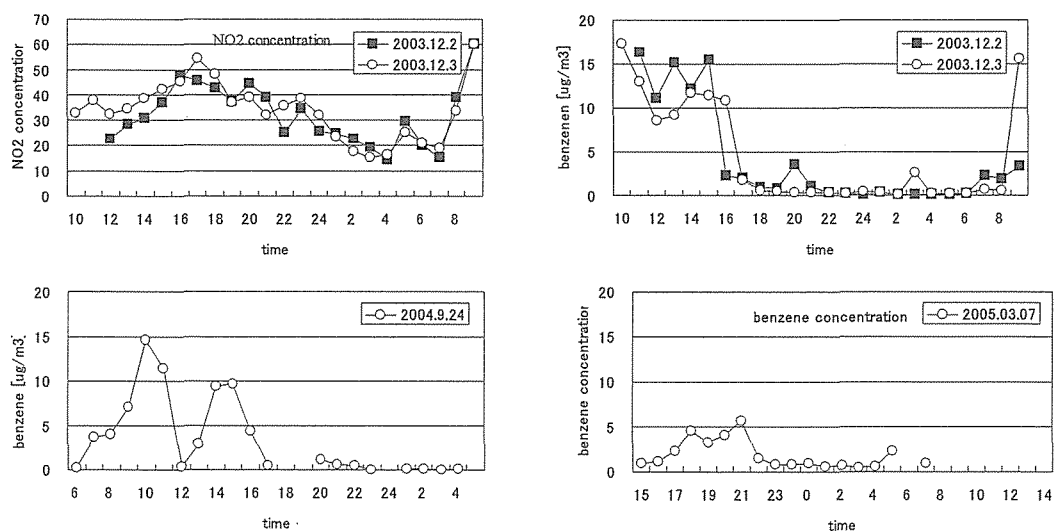 NO2 concentration
2003.12.2
2003.12.3
NO2 concentratior
70
60
50
40
30
20
10
0
10 12 14 16 18 20 22 24 2 4 6 8
time
2003.12.2
2003.12.3
benzenen [ug/m3]
20
15
10
5
0
10 12 14 16 18 20 22 24 2 4 6 8
time
2004.9.24
benzene [ug/m3]
20
15
10
5
0
6 8 10 12 14 16 18 20 22 24 2 4
time
benzene concentration
2005.03.07
benzene concentratior
20
15
10
5
0
15 17 19 21 23 0 2 4 6 8 10 12 14
time